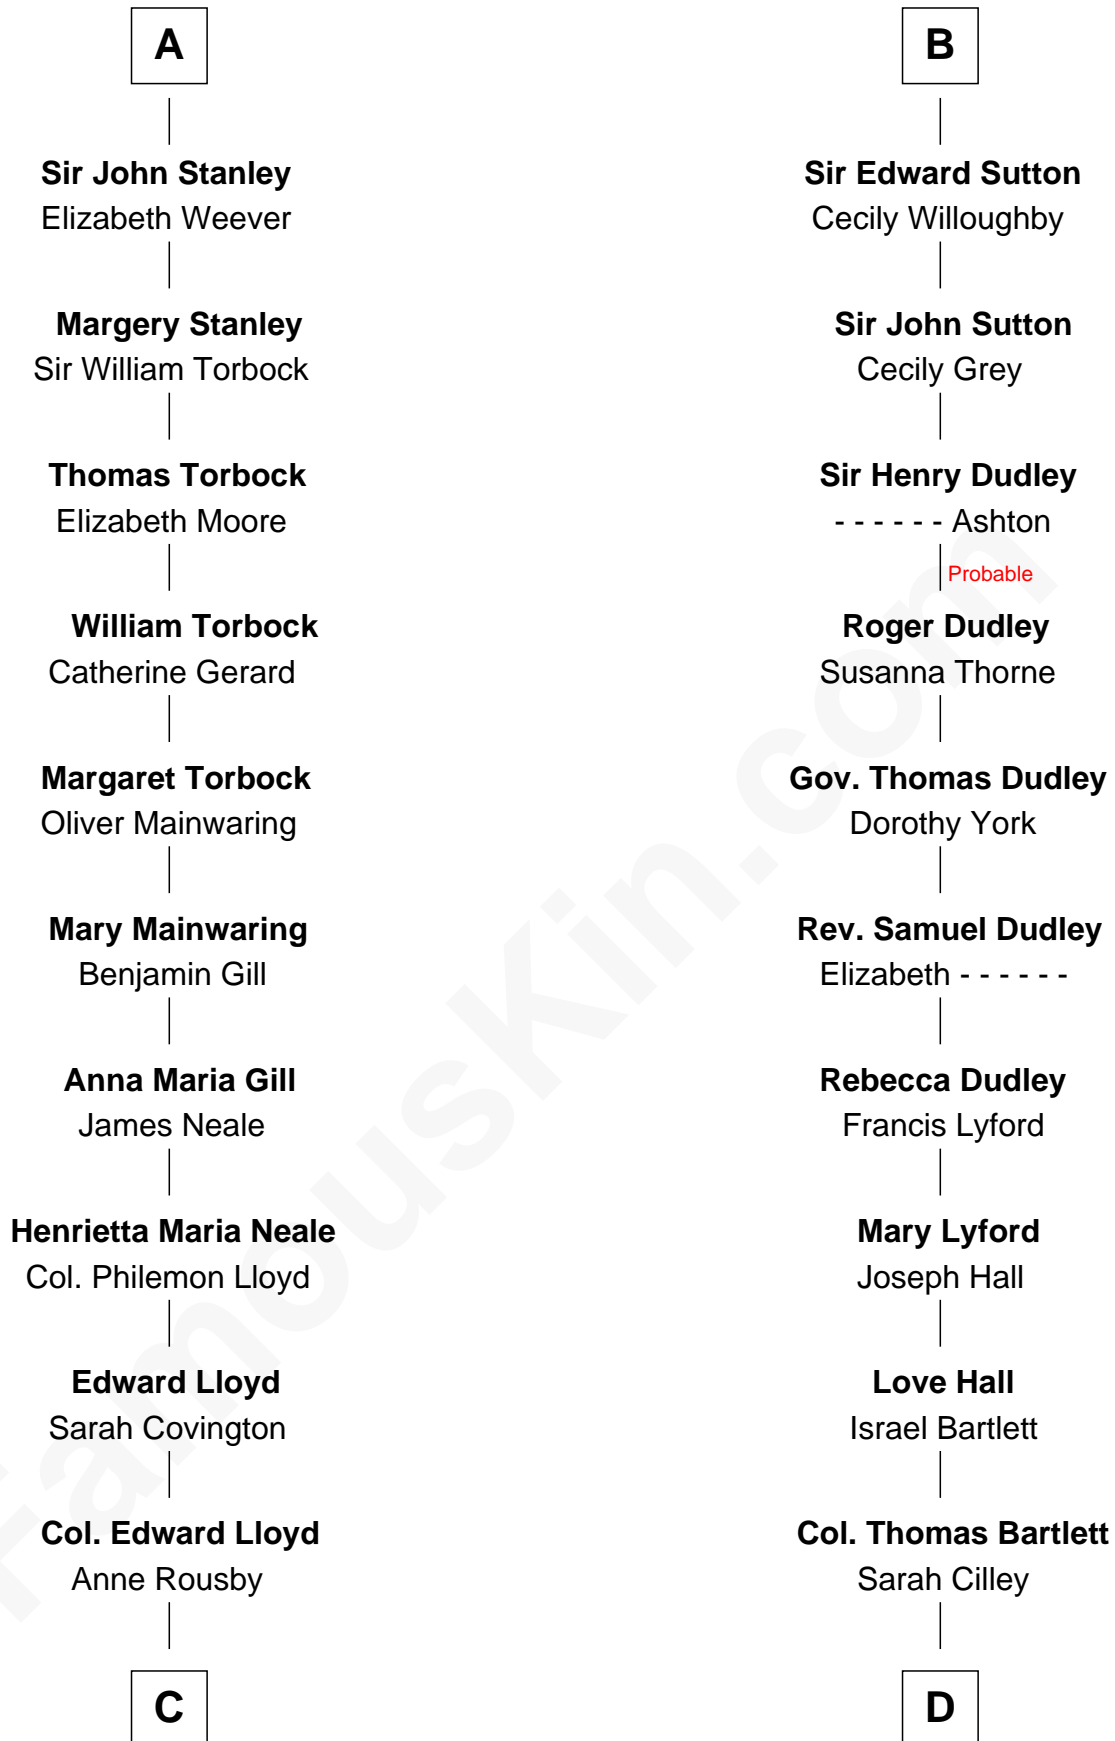 A
Sir John Stanley
Elizabeth Weever
Margery Stanley
Sir William Torbock
Thomas Torbock
Elizabeth Moore
William Torbock
Catherine Gerard
Margaret Torbock
Oliver Mainwaring
Mary Mainwaring
Benjamin Gill
Anna Maria Gill
James Neale
Henrietta Maria Neale
Col. Philemon Lloyd
Edward Lloyd
Sarah Covington
Col. Edward Lloyd
Anne Rousby
C
B
Sir Edward Sutton
Cecily Willoughby
Sir John Sutton
Cecily Grey
Sir Henry Dudley
- - - - - - Ashton
Probable
Roger Dudley
Susanna Thorne
Gov. Thomas Dudley
Dorothy York
Rev. Samuel Dudley
Elizabeth - - - - - -
Rebecca Dudley
Francis Lyford
Mary Lyford
Joseph Hall
Love Hall
Israel Bartlett
Col. Thomas Bartlett
Sarah Cilley
D
FamousKin.com